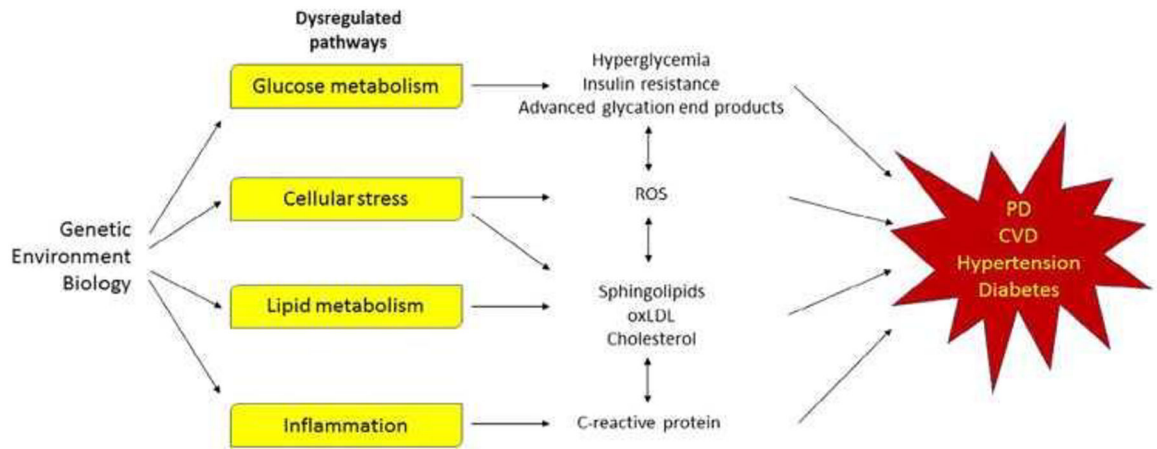 Dysregulated
pathways
Glucose metabolism
Hyperglycemia
Insulin resistance
Advanced glycation end products
Cellular stress
ROS
Genetic
Environment
Biology
PD
CVD
Hypertension
Diabetes
Lipid metabolism
Sphingolipids
oxLDL
Cholesterol
Inflammation
C-reactive protein